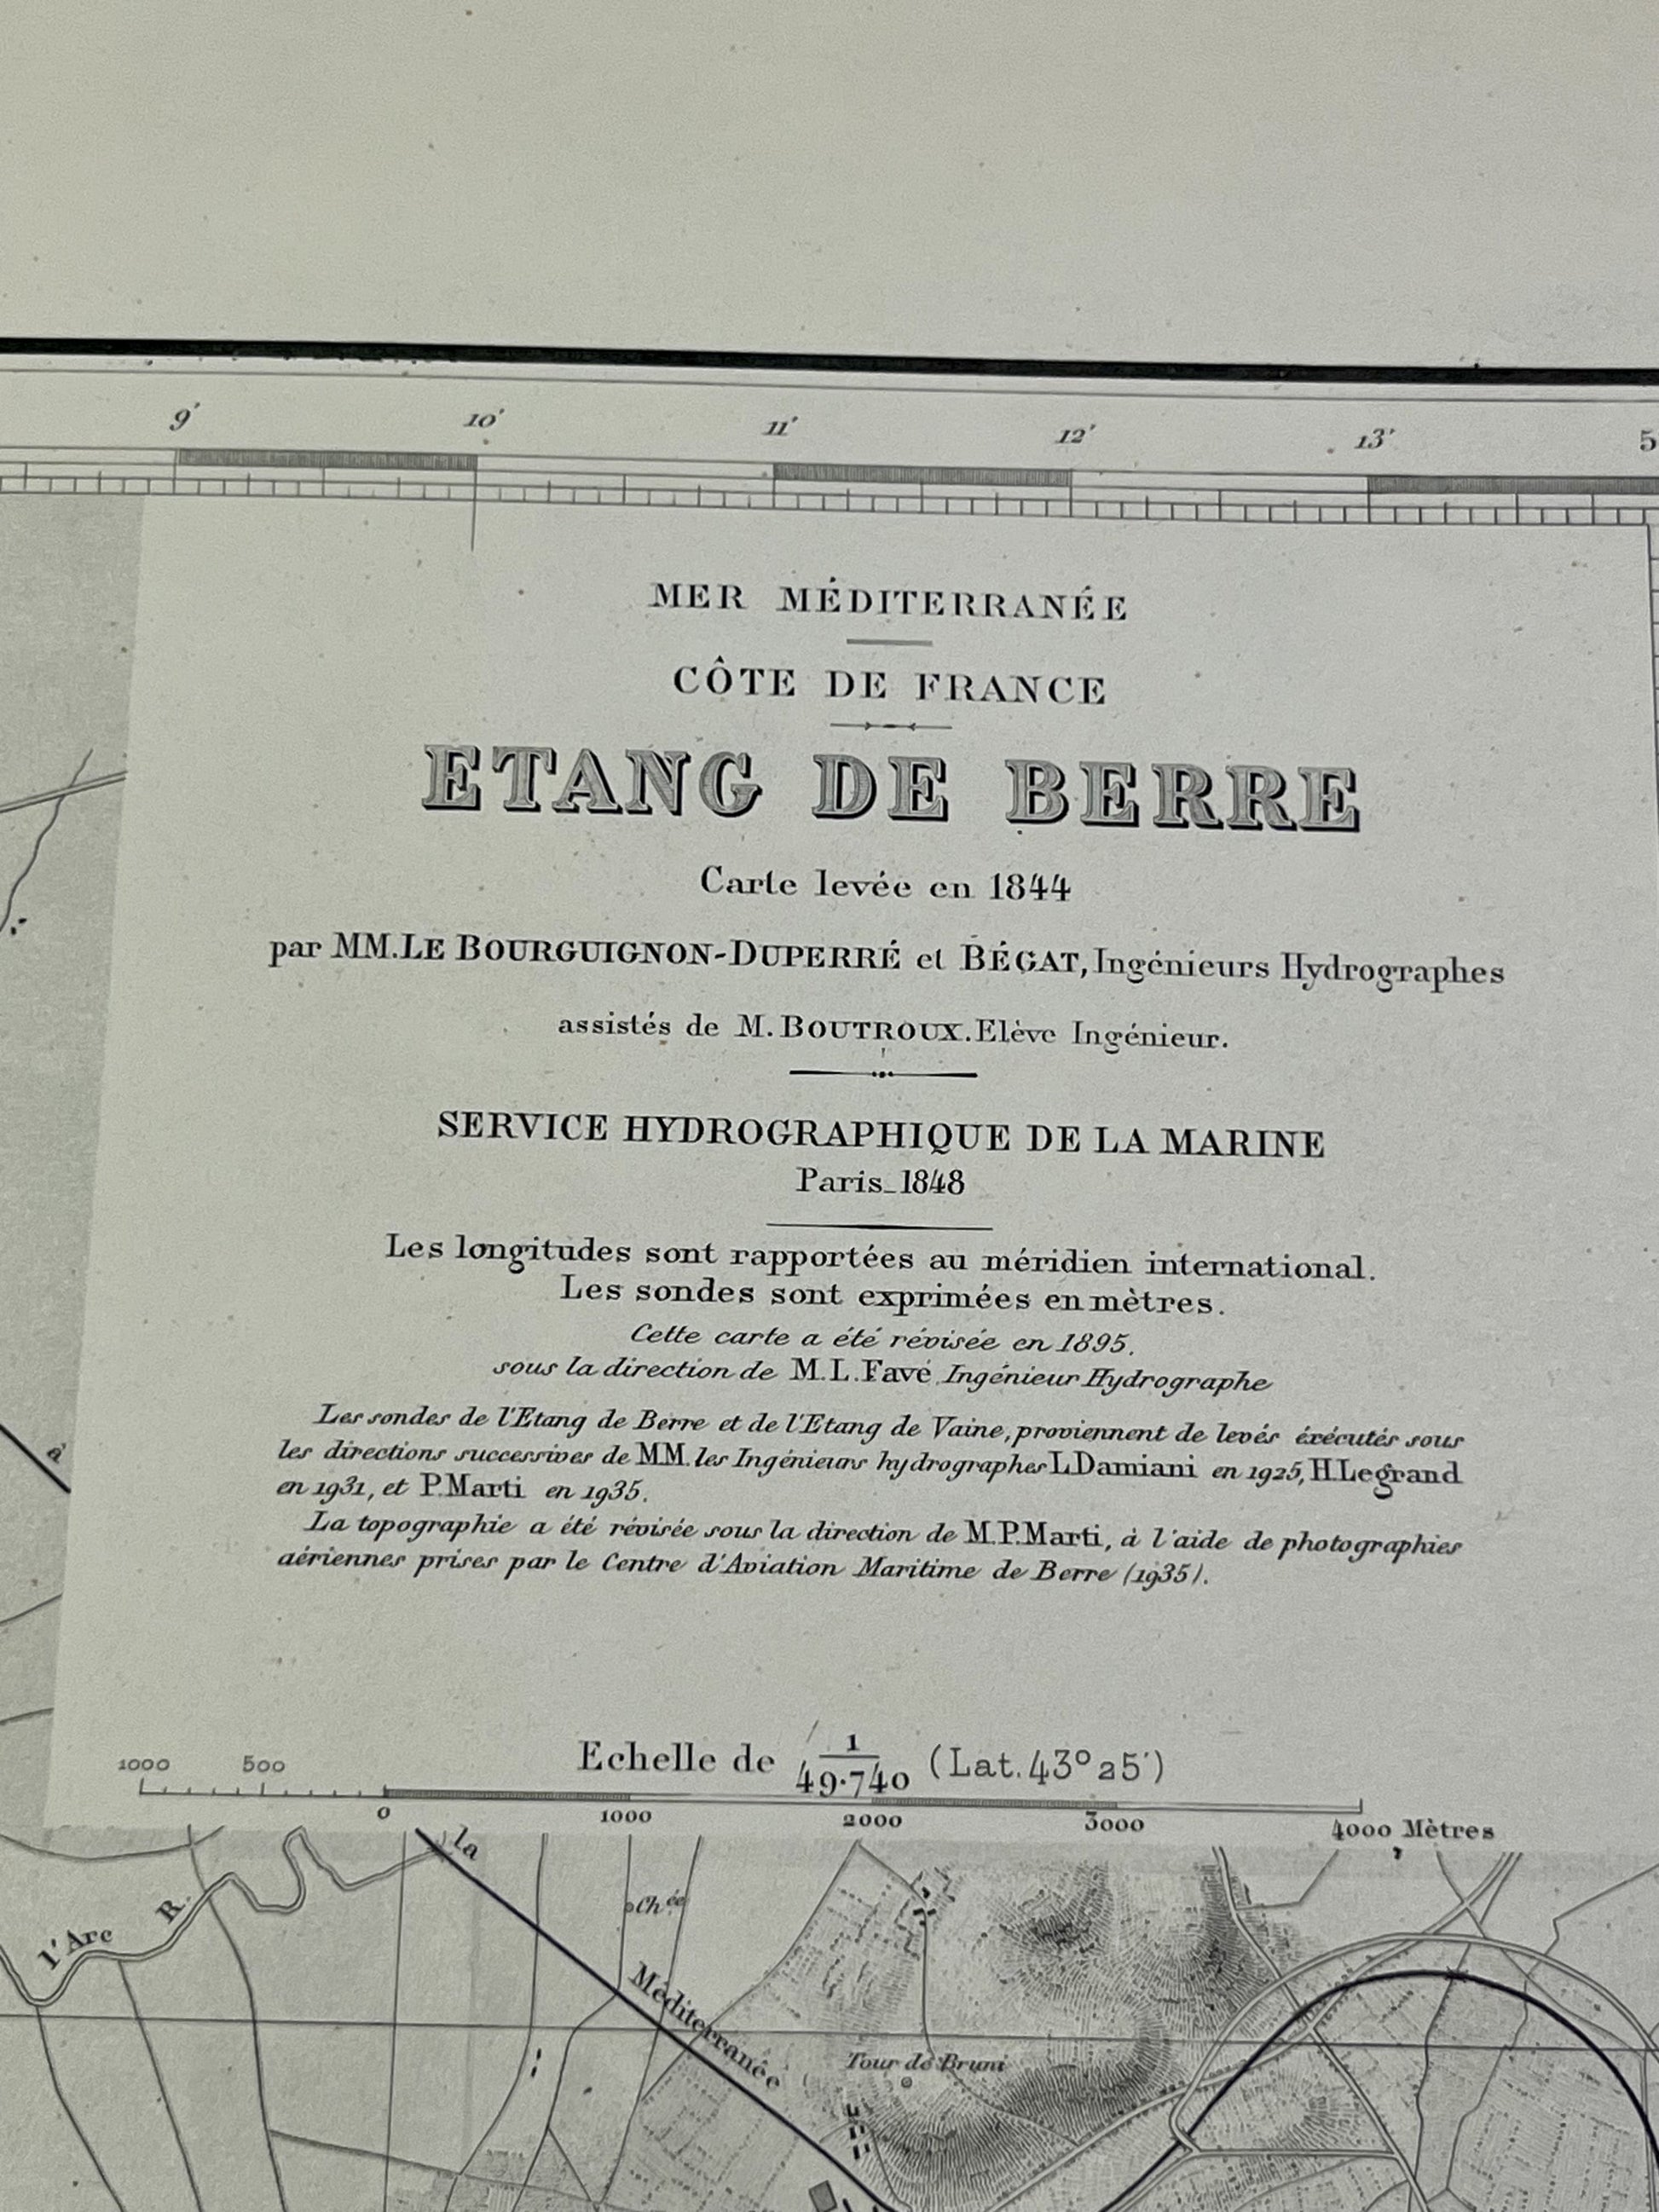 9' 10' 11' 12' 13' 5
MER MÉDITERRANÉE
CÔTE DE FRANCE
ETANG DE BERRE
Carte levée en 1844
par MM. LE BOURGUIGNON-DUPERRÉ et BÉGAT, Ingénieurs Hydrographes
assistés de M. BOUTROUX. Elève Ingénieur.
SERVICE HYDROGRAPHIQUE DE LA MARINE
Paris_1848
Les longitudes sont rapportées au méridien international.
Les sondes sont exprimées en mètres.
Cette carte a été révisée en 1895.
sous la direction de M. L. Favé Ingénieur Hydrographe
Les sondes de l'Etang de Berre et de l'Etang de Vaine, proviennent de levés éxécutés sous
les directions successives de MM. les Ingénieurs hydrographes L.Damiani en 1925, H.Legrand
en 1931, et P.Marti en 1935.
La topographie a été révisée sous la direction de M.P.Marti, à l'aide de photographies
aériennes prises par le Centre d'Aviation Maritime de Berre (1935).
à
Echelle de 1/49.740 (Lat. 43° 25')
1000 500
0 1000 2000 3000 4000 Mètres
la
Chée
l'Arc R.
Méditerranée
Tour de Bruni